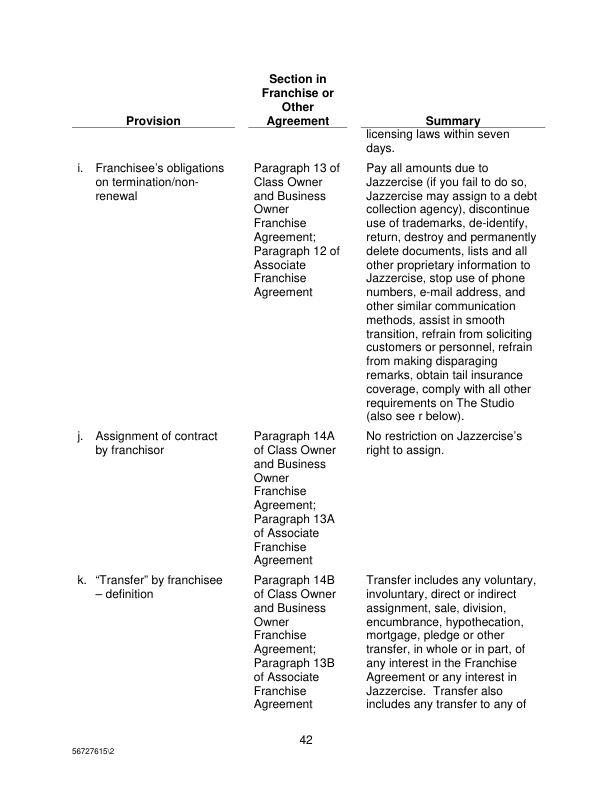 Section in
Franchise or
Other
Provision Agreement Summary
licensing laws within seven
days.
i. Franchisee’s obligations
on termination/non-
renewal
Paragraph 13 of
Class Owner
and Business
Owner
Franchise
Agreement;
Paragraph 12 of
Associate
Franchise
Agreement
Pay all amounts due to
Jazzercise (if you fail to do so,
Jazzercise may assign to a debt
collection agency), discontinue
use of trademarks, de-identify,
return, destroy and permanently
delete documents, lists and all
other proprietary information to
Jazzercise, stop use of phone
numbers, e-mail address, and
other similar communication
methods, assist in smooth
transition, refrain from soliciting
customers or personnel, refrain
from making disparaging
remarks, obtain tail insurance
coverage, comply with all other
requirements on The Studio
(also see r below).
j. Assignment of contract
by franchisor
Paragraph 14A
of Class Owner
and Business
Owner
Franchise
Agreement;
Paragraph 13A
of Associate
Franchise
Agreement
No restriction on Jazzercise’s
right to assign.
k. “Transfer” by franchisee
– definition
Paragraph 14B
of Class Owner
and Business
Owner
Franchise
Agreement;
Paragraph 13B
of Associate
Franchise
Agreement
Transfer includes any voluntary,
involuntary, direct or indirect
assignment, sale, division,
encumbrance, hypothecation,
mortgage, pledge or other
transfer, in whole or in part, of
any interest in the Franchise
Agreement or any interest in
Jazzercise. Transfer also
includes any transfer to any of
42
56727615\2